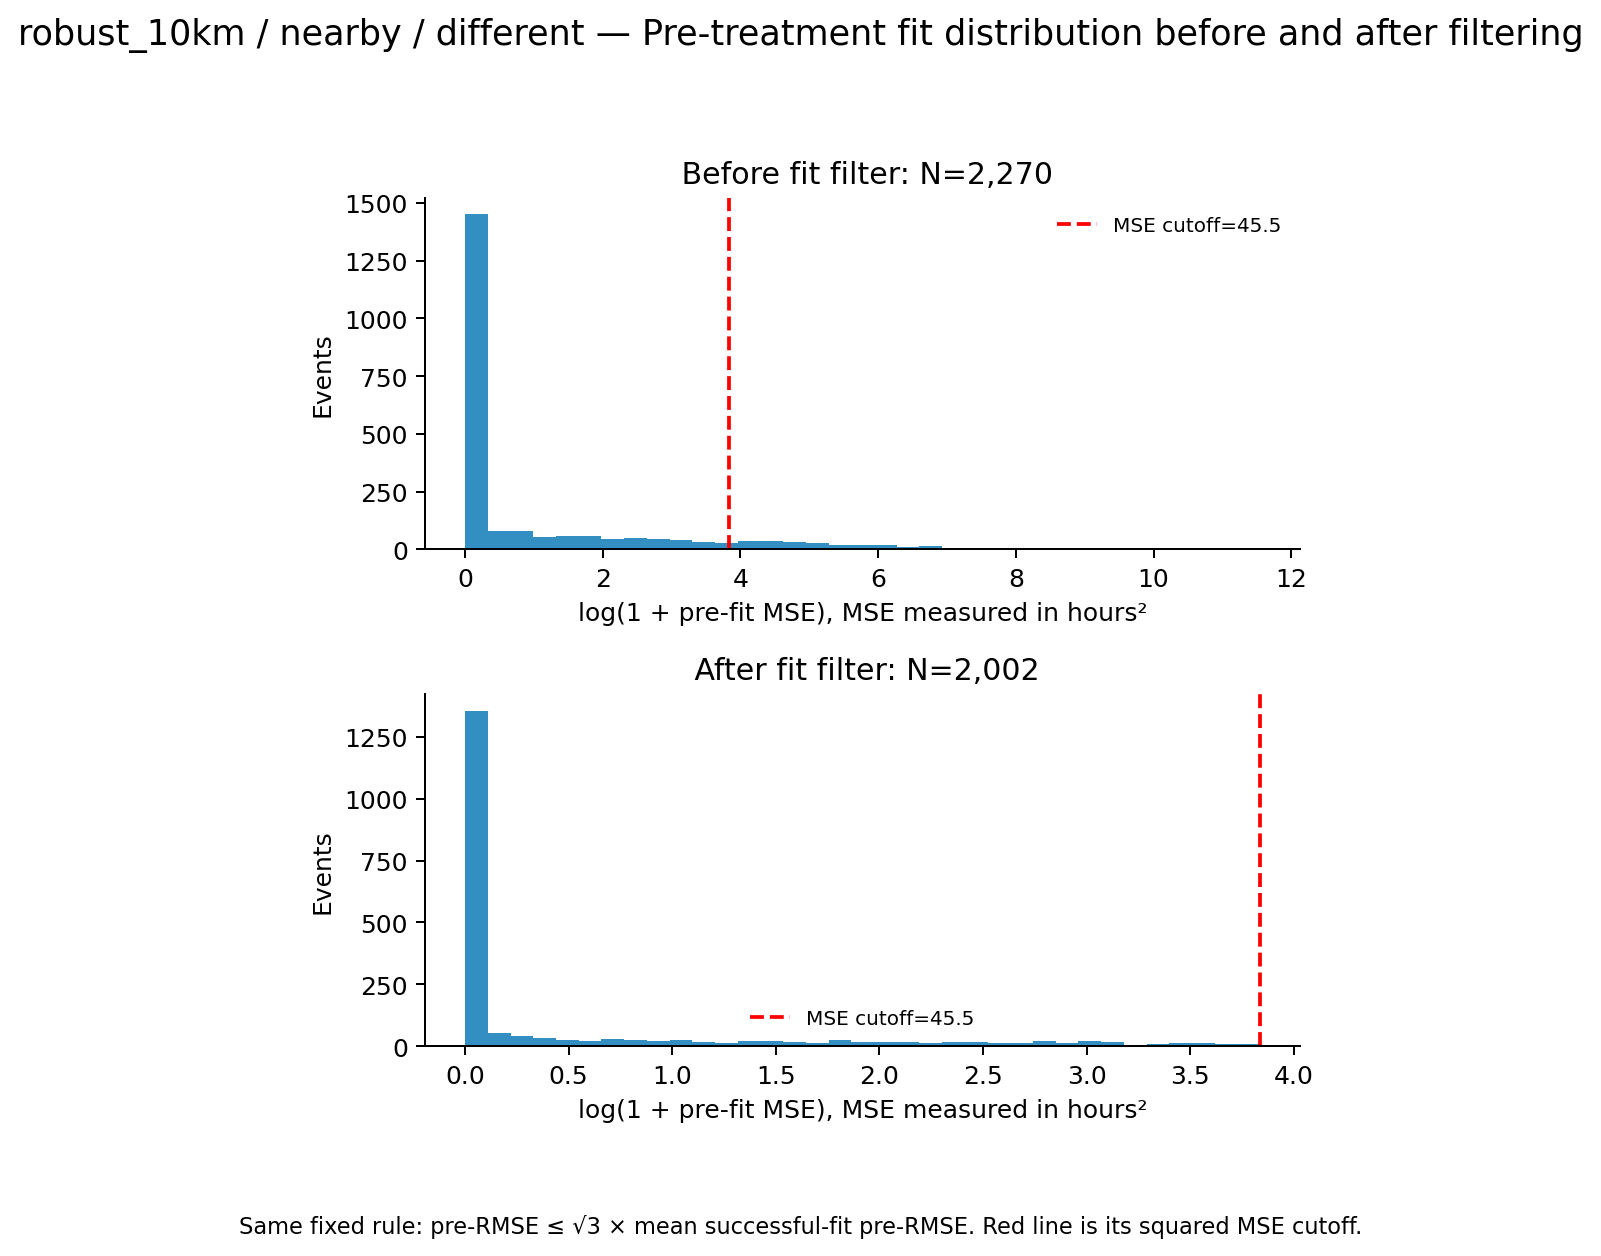 robust_10km / nearby / different — Pre-treatment fit distribution before and after filtering
Before fit filter: N=2,270
MSE cutoff=45.5
Events
1500
1250
1000
750
500
250
0
0 2 4 6 8 10 12
log(1 + pre-fit MSE), MSE measured in hours²
After fit filter: N=2,002
Events
1250
1000
750
500
250
0
MSE cutoff=45.5
0.0 0.5 1.0 1.5 2.0 2.5 3.0 3.5 4.0
log(1 + pre-fit MSE), MSE measured in hours²
Same fixed rule: pre-RMSE ≤ √3 × mean successful-fit pre-RMSE. Red line is its squared MSE cutoff.